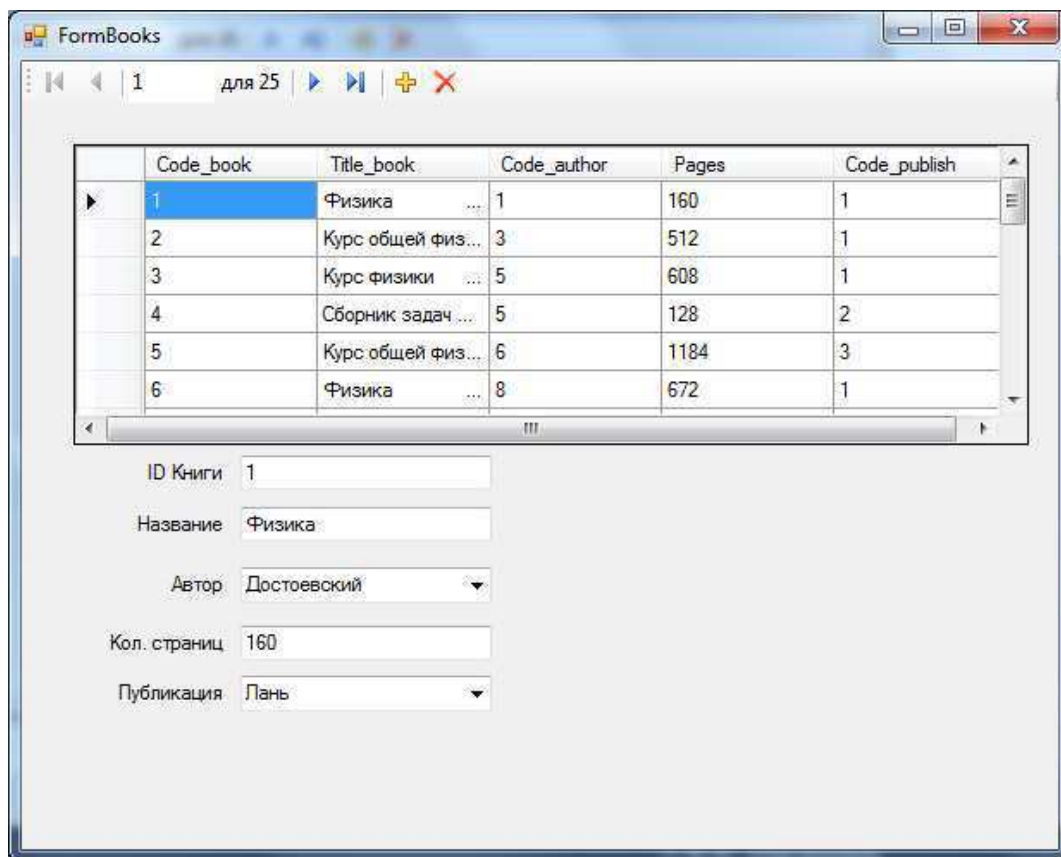 FormBooks
1 для 25
Code_book Title_book Code_author Pages Code_publish
1 Физика ... 1 160 1
2 Курс общей физ... 3 512 1
3 Курс физики ... 5 608 1
4 Сборник задач ... 5 128 2
5 Курс общей физ... 6 1184 3
6 Физика ... 8 672 1
ID Книги 1
Название Физика
Автор Достоевский
Кол. страниц 160
Публикация Лань